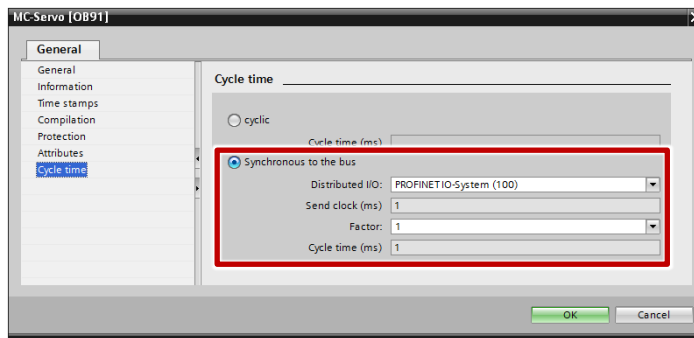 MC-Servo [OB91]
General
General
Information
Time stamps
Compilation
Protection
Attributes
Cycle time
Cycle time
cyclic
Cycle time (ms)
Synchronous to the bus
Distributed I/O: PROFINET IO-System (100)
Send clock (ms) 1
Factor: 1
Cycle time (ms) 1
OK Cancel